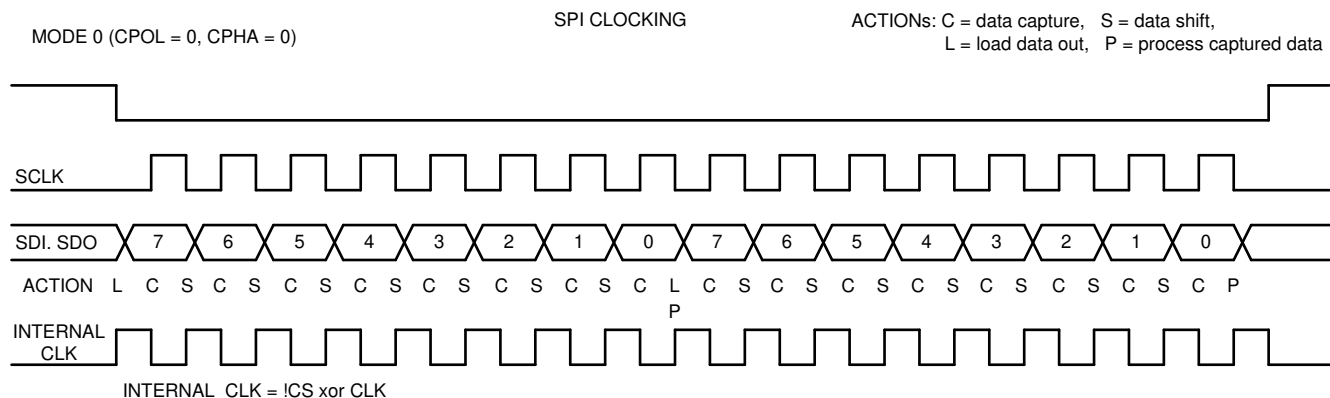 SPI CLOCKING
ACTIONs: C = data capture, S = data shift,
MODE 0 (CPOL = 0, CPHA = 0)
L = load data out, P = process captured data
SCLK
SDI. SDO 7 6 5 4 3 2 1 0 7 6 5 4 3 2 1 0
ACTION L C S C S C S C S C S C S C S C L C S C S C S C S C S C S C S C P
P
INTERNAL
CLK
INTERNAL CLK = !CS xor CLK